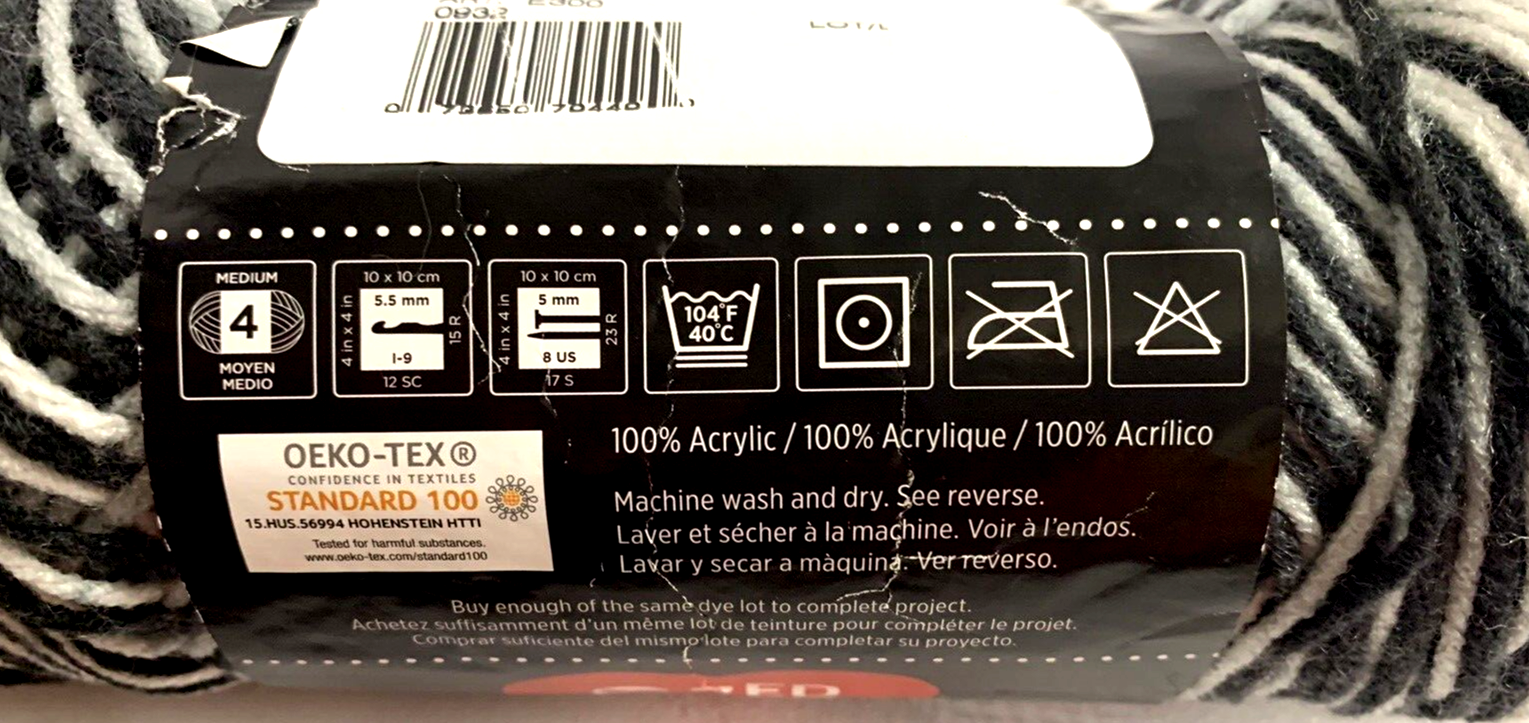 E300
0932
MEDIUM
4
MOYEN
MEDIO
10 x 10 cm
4 in x 4 in
5.5 mm
15 R
I-9
12 SC
10 x 10 cm
4 in x 4 in
5 mm
23 R
8 US
17 S
104°F
40°C
OEKO-TEX®
CONFIDENCE IN TEXTILES
STANDARD 100
15.HUS.56994 HOHENSTEIN HTTI
Tested for harmful substances.
www.oeko-tex.com/standard100
100% Acrylic / 100% Acrylique / 100% Acrílico
Machine wash and dry. See reverse.
Laver et sécher à la machine. Voir à l'endos.
Lavar y secar a màquina. Ver reverso.
Buy enough of the same dye lot to complete project.
Achetez suffisamment d'un même lot de teinture pour compléter le projet.
Comprar suficiente del mismo lote para completar su proyecto.